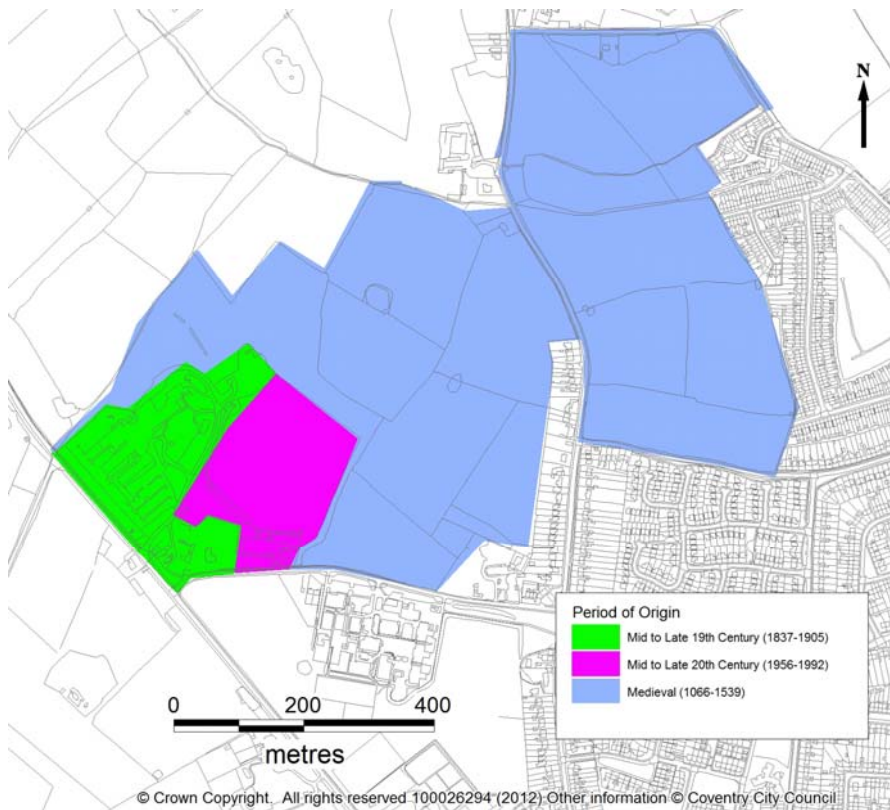 N
Period of Origin
Mid to Late 19th Century (1837-1905)
Mid to Late 20th Century (1956-1992)
Medieval (1066-1539)
0 200 400
metres
© Crown Copyright. All rights reserved 100026294 (2012) Other information © Coventry City Council